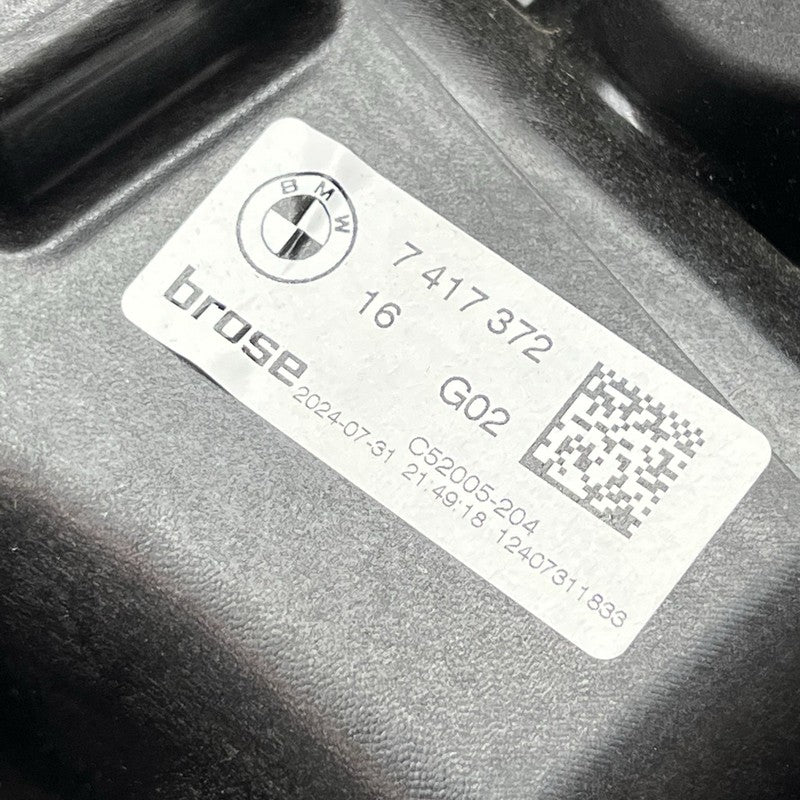 BMW
7 417 372
16
G02
brose
C52005-204
2024-07-31 21:49:18 12407311833